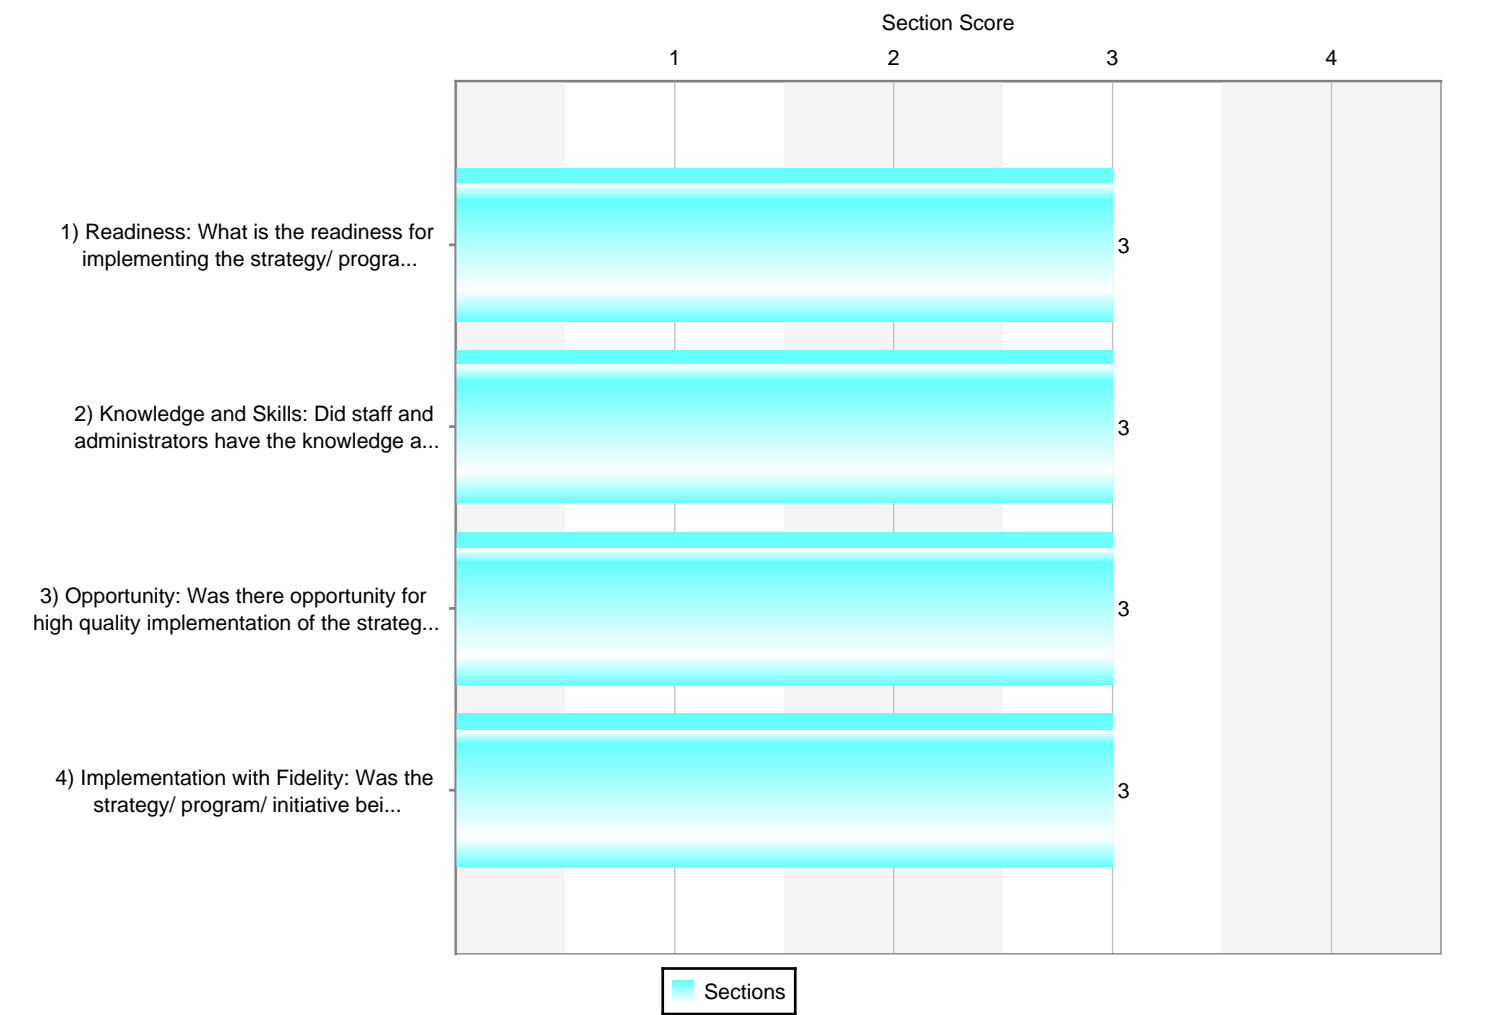 Section Score
1 2 3 4
1) Readiness: What is the readiness for
implementing the strategy/ progra...
3
2) Knowledge and Skills: Did staff and
administrators have the knowledge a...
3
3) Opportunity: Was there opportunity for
high quality implementation of the strateg...
3
4) Implementation with Fidelity: Was the
strategy/ program/ initiative bei...
3
Sections